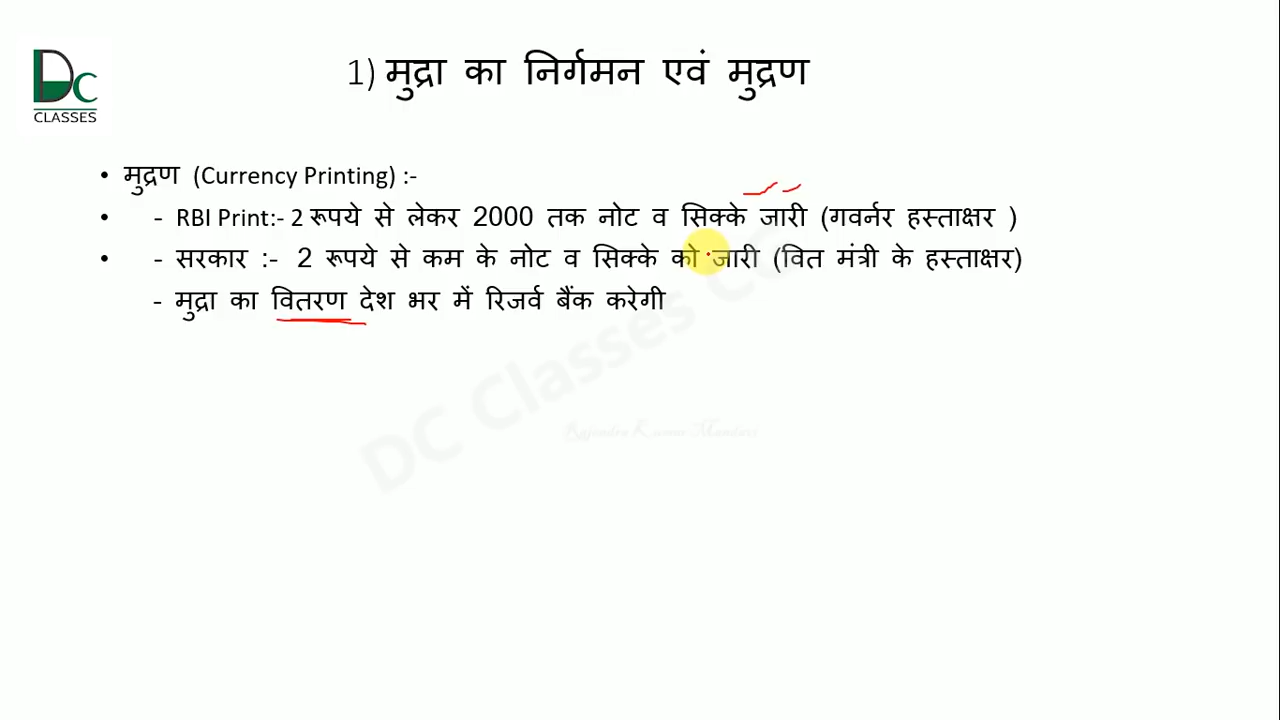 DC
CLASSES
1) मुद्रा का निर्गमन एवं मुद्रण
• मुद्रण (Currency Printing) :-
• - RBI Print:- 2 रूपये से लेकर 2000 तक नोट व सिक्के जारी (गवर्नर हस्ताक्षर )
• - सरकार :- 2 रूपये से कम के नोट व सिक्के को जारी (वित मंत्री के हस्ताक्षर)
- मुद्रा का वितरण देश भर में रिजर्व बैंक करेगी
DC Classes